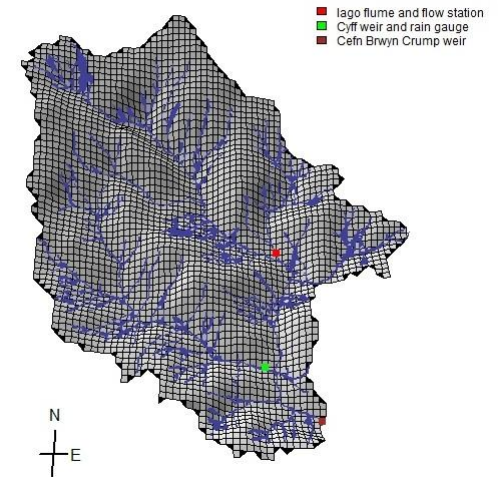 Iago flume and flow station
Cyff weir and rain gauge
Cefn Brwyn Crump weir
N
E